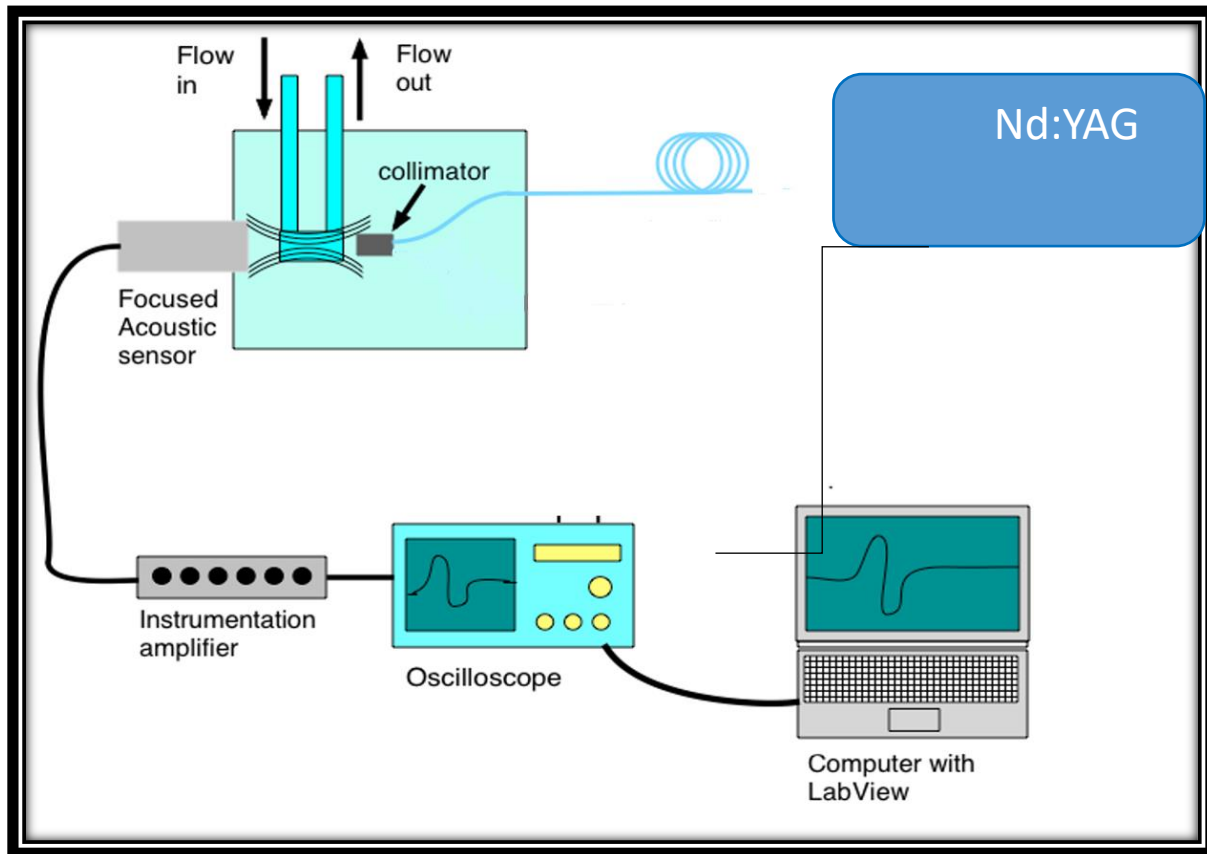 Flow
in
Flow
out
Nd:YAG
collimator
Focused
Acoustic
sensor
Instrumentation
amplifier
Oscilloscope
Computer with
LabView